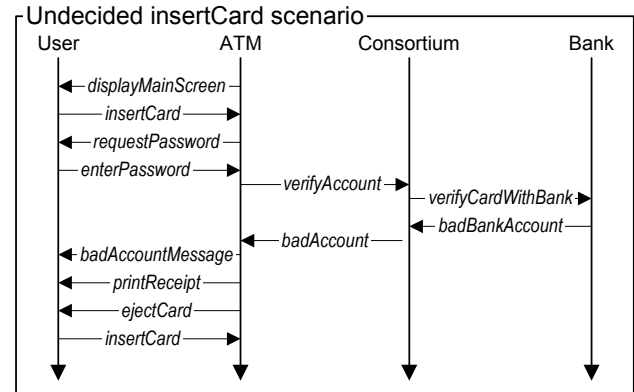 Undecided insertCard scenario
User ATM Consortium Bank
displayMainScreen
insertCard
requestPassword
enterPassword
verifyAccount
verifyCardWithBank
badBankAccount
badAccount
badAccountMessage
printReceipt
ejectCard
insertCard